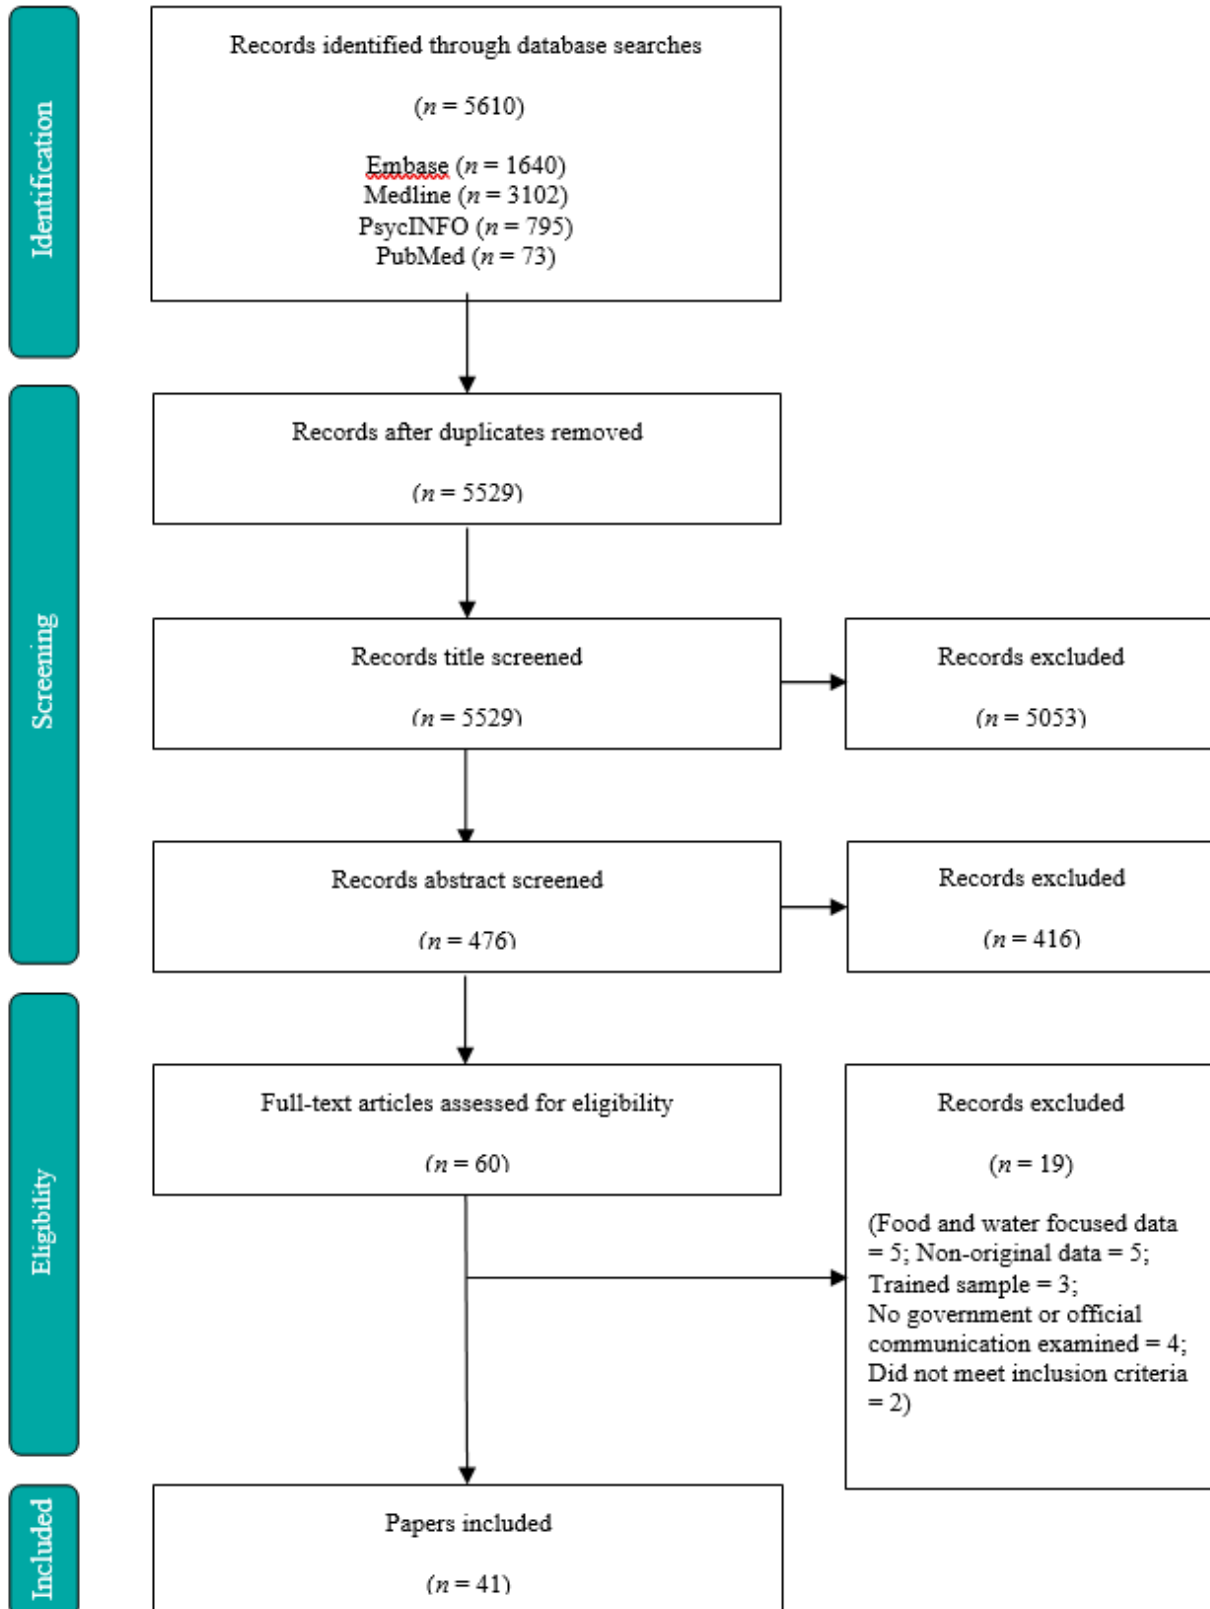 Identification
Records identified through database searches
(n = 5610)
Embase (n = 1640)
Medline (n = 3102)
PsycINFO (n = 795)
PubMed (n = 73)
Screening
Records after duplicates removed
(n = 5529)
Records title screened
(n = 5529)
Records excluded
(n = 5053)
Records abstract screened
(n = 476)
Records excluded
(n = 416)
Eligibility
Full-text articles assessed for eligibility
(n = 60)
Records excluded
(n = 19)
(Food and water focused data
= 5; Non-original data = 5;
Trained sample = 3;
No government or official
communication examined = 4;
Did not meet inclusion criteria
= 2)
Included
Papers included
(n = 41)